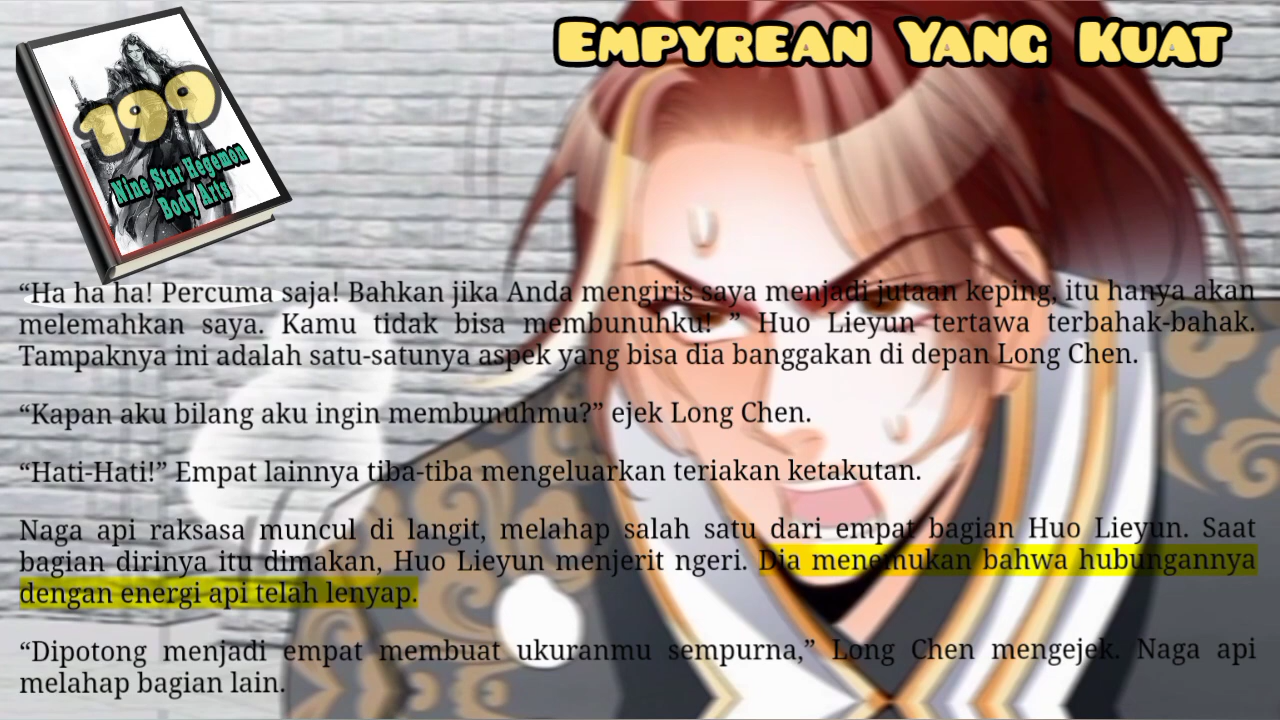 Empyrean Yang Kuat
199
Nine Star Hegemon
Body Arts
“Ha ha ha! Percuma saja! Bahkan jika Anda mengiris saya menjadi jutaan keping, itu hanya akan
melemahkan saya. Kamu tidak bisa membunuhku! ” Huo Lieyun tertawa terbahak-bahak.
Tampaknya ini adalah satu-satunya aspek yang bisa dia banggakan di depan Long Chen.
“Kapan aku bilang aku ingin membunuhmu?” ejek Long Chen.
“Hati-Hati!” Empat lainnya tiba-tiba mengeluarkan teriakan ketakutan.
Naga api raksasa muncul di langit, melahap salah satu dari empat bagian Huo Lieyun. Saat
bagian dirinya itu dimakan, Huo Lieyun menjerit ngeri. Dia menemukan bahwa hubungannya
dengan energi api telah lenyap.
“Dipotong menjadi empat membuat ukuranmu sempurna,” Long Chen mengejek. Naga api
melahap bagian lain.